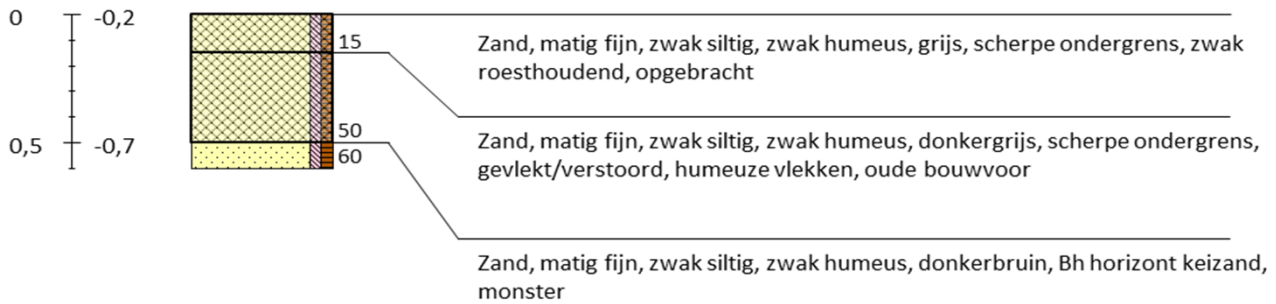 0
-0,2
15
Zand, matig fijn, zwak siltig, zwak humeus, grijs, scherpe ondergrens, zwak
roesthoudend, opgebracht
50
0,5
-0,7
60
Zand, matig fijn, zwak siltig, zwak humeus, donkergrijs, scherpe ondergrens,
gevlekt/verstoord, humeuze vlekken, oude bouwvoor
Zand, matig fijn, zwak siltig, zwak humeus, donkerbruin, Bh horizont keizand,
monster